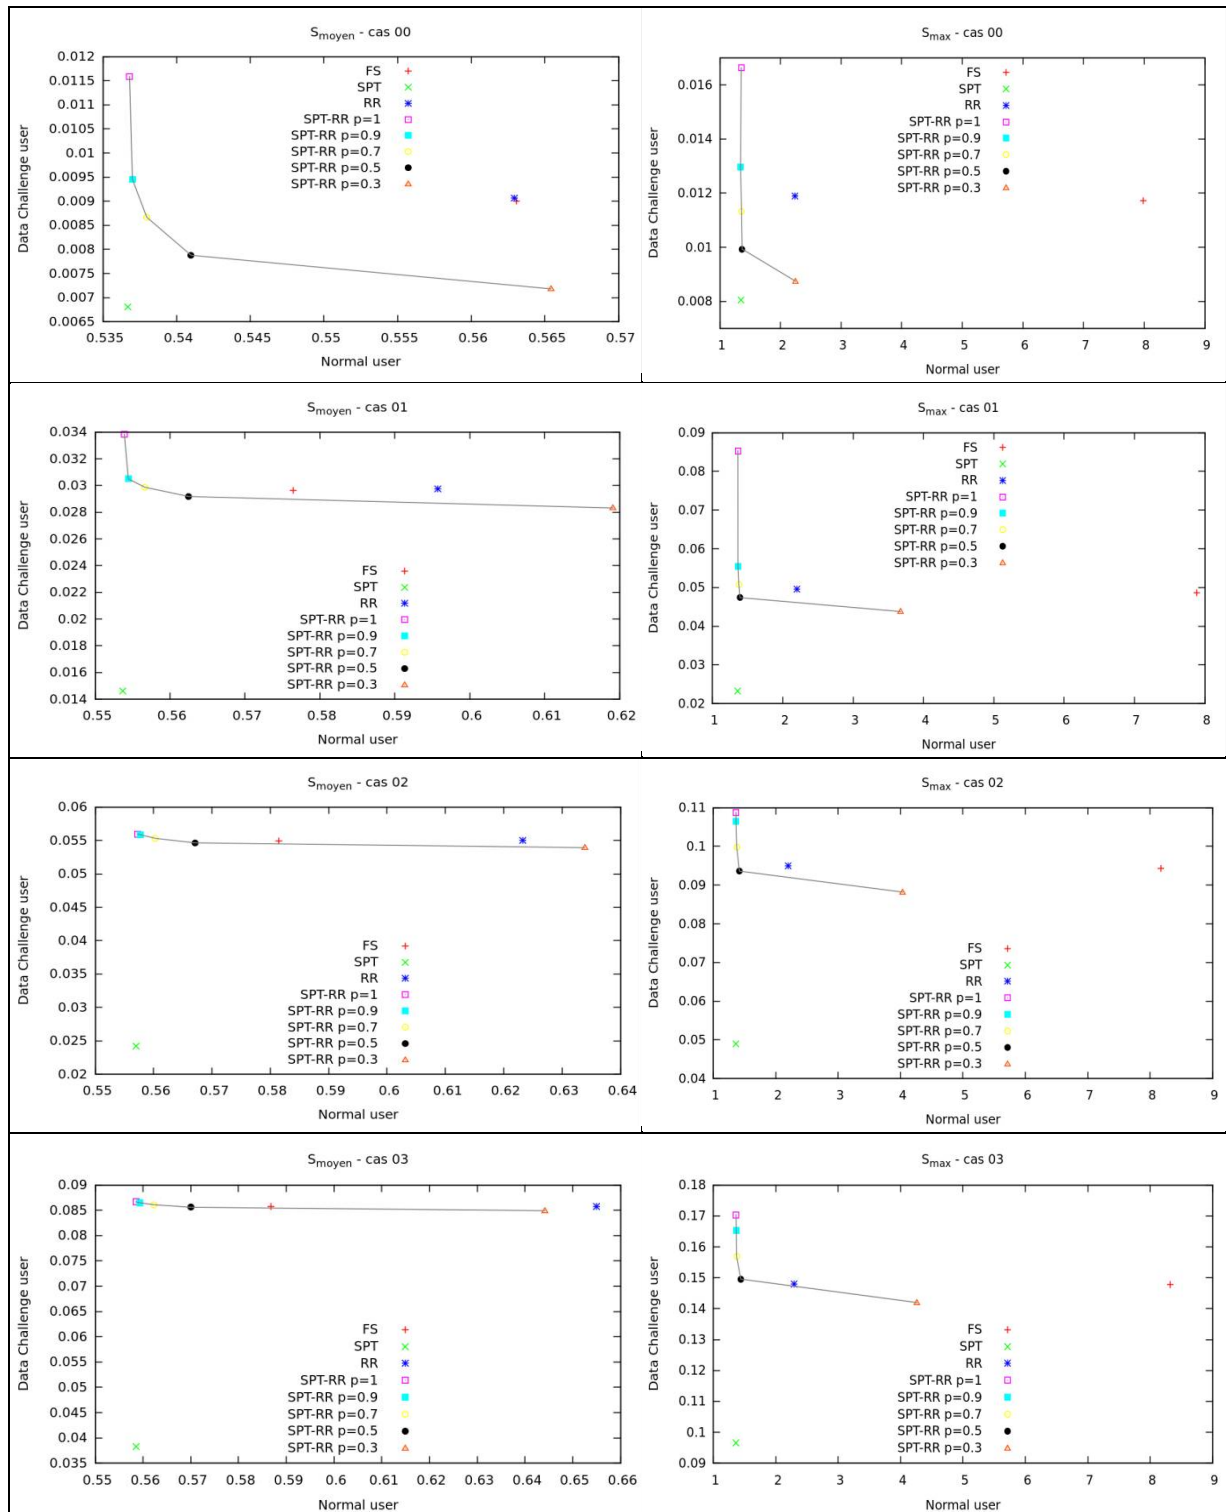 S_moyen - cas 00
Data Challenge user
0.012
0.0115
0.011
0.0105
0.01
0.0095
0.009
0.0085
0.008
0.0075
0.007
0.0065
FS
SPT
RR
SPT-RR p=1
SPT-RR p=0.9
SPT-RR p=0.7
SPT-RR p=0.5
SPT-RR p=0.3
0.535 0.54 0.545 0.55 0.555 0.56 0.565 0.57
Normal user
S_max - cas 00
Data Challenge user
0.016
0.014
0.012
0.01
0.008
FS
SPT
RR
SPT-RR p=1
SPT-RR p=0.9
SPT-RR p=0.7
SPT-RR p=0.5
SPT-RR p=0.3
1 2 3 4 5 6 7 8 9
Normal user
S_moyen - cas 01
Data Challenge user
0.034
0.032
0.03
0.028
0.026
0.024
0.022
0.02
0.018
0.016
0.014
FS
SPT
RR
SPT-RR p=1
SPT-RR p=0.9
SPT-RR p=0.7
SPT-RR p=0.5
SPT-RR p=0.3
0.55 0.56 0.57 0.58 0.59 0.6 0.61 0.62
Normal user
S_max - cas 01
Data Challenge user
0.09
0.08
0.07
0.06
0.05
0.04
0.03
0.02
FS
SPT
RR
SPT-RR p=1
SPT-RR p=0.9
SPT-RR p=0.7
SPT-RR p=0.5
SPT-RR p=0.3
1 2 3 4 5 6 7 8
Normal user
S_moyen - cas 02
Data Challenge user
0.06
0.055
0.05
0.045
0.04
0.035
0.03
0.025
0.02
FS
SPT
RR
SPT-RR p=1
SPT-RR p=0.9
SPT-RR p=0.7
SPT-RR p=0.5
SPT-RR p=0.3
0.55 0.56 0.57 0.58 0.59 0.6 0.61 0.62 0.63 0.64
Normal user
S_max - cas 02
Data Challenge user
0.11
0.1
0.09
0.08
0.07
0.06
0.05
0.04
FS
SPT
RR
SPT-RR p=1
SPT-RR p=0.9
SPT-RR p=0.7
SPT-RR p=0.5
SPT-RR p=0.3
1 2 3 4 5 6 7 8 9
Normal user
S_moyen - cas 03
Data Challenge user
0.09
0.085
0.08
0.075
0.07
0.065
0.06
0.055
0.05
0.045
0.04
0.035
FS
SPT
RR
SPT-RR p=1
SPT-RR p=0.9
SPT-RR p=0.7
SPT-RR p=0.5
SPT-RR p=0.3
0.55 0.56 0.57 0.58 0.59 0.6 0.61 0.62 0.63 0.64 0.65 0.66
Normal user
S_max - cas 03
Data Challenge user
0.18
0.17
0.16
0.15
0.14
0.13
0.12
0.11
0.1
0.09
FS
SPT
RR
SPT-RR p=1
SPT-RR p=0.9
SPT-RR p=0.7
SPT-RR p=0.5
SPT-RR p=0.3
1 2 3 4 5 6 7 8 9
Normal user